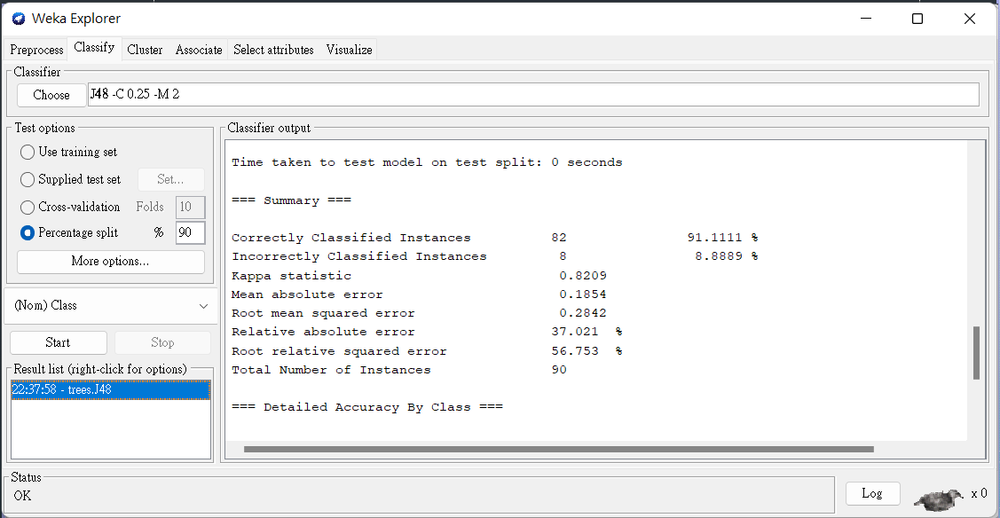 Weka Explorer
Preprocess Classify Cluster Associate Select attributes Visualize
Classifier
Choose J48 -C 0.25 -M 2
Test options
Use training set
Supplied test set Set...
Cross-validation Folds 10
Percentage split % 90
More options...
(Nom) Class
Start Stop
Result list (right-click for options)
22:37:58 - trees.J48
Classifier output
Time taken to test model on test split: 0 seconds
=== Summary ===
Correctly Classified Instances 82 91.1111 %
Incorrectly Classified Instances 8 8.8889 %
Kappa statistic 0.8209
Mean absolute error 0.1854
Root mean squared error 0.2842
Relative absolute error 37.021 %
Root relative squared error 56.753 %
Total Number of Instances 90
=== Detailed Accuracy By Class ===
Status
OK
Log x 0